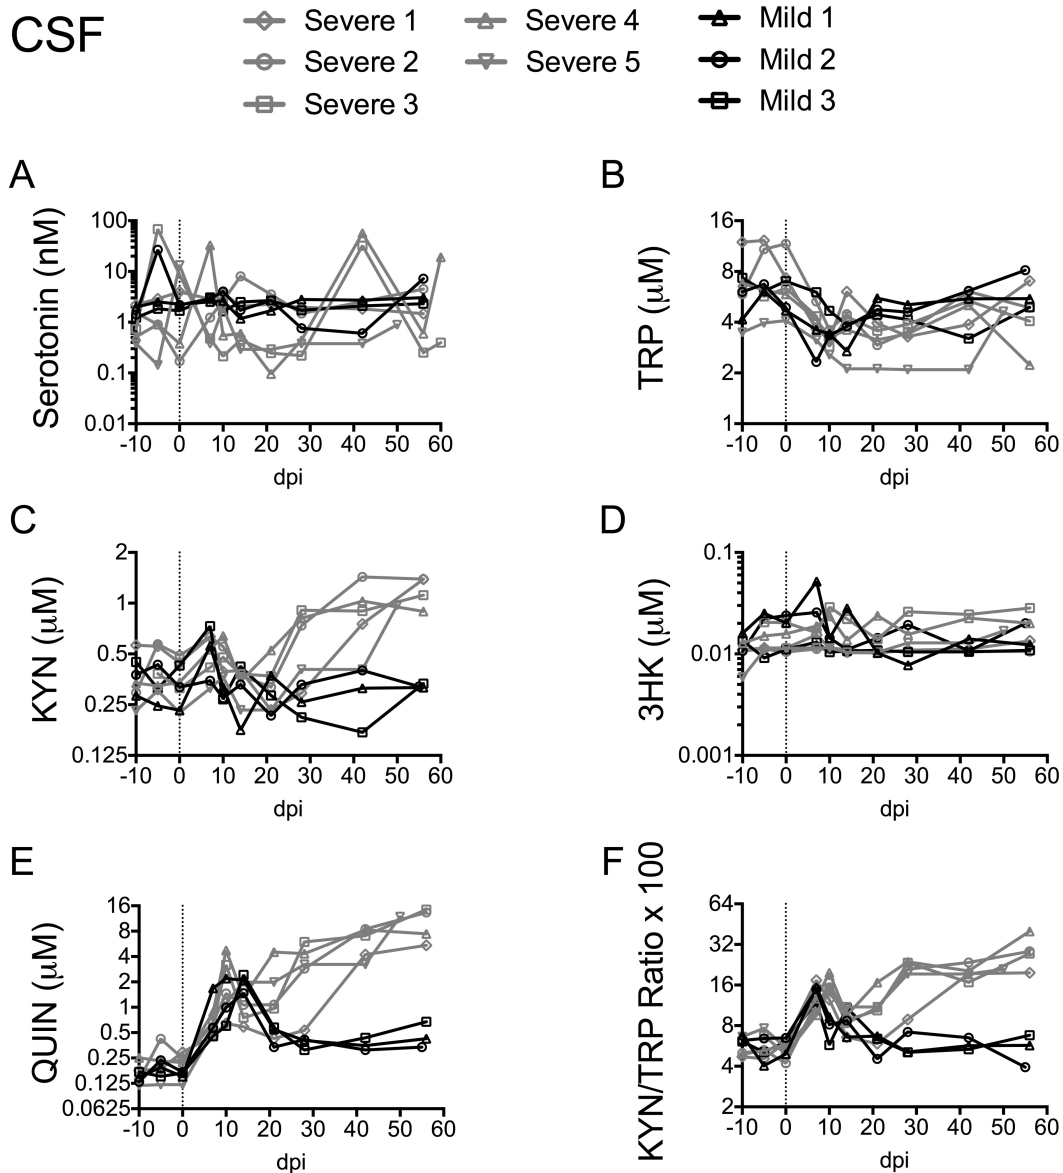 CSF
Severe 1
Severe 2
Severe 3
Severe 4
Severe 5
Mild 1
Mild 2
Mild 3
A
Serotonin (nM)
100
10
1
0.1
0.01
-10 0 10 20 30 40 50 60
dpi
B
TRP (μM)
16
8
4
2
1
-10 0 10 20 30 40 50 60
dpi
C
KYN (μM)
2
1
0.5
0.25
0.125
-10 0 10 20 30 40 50 60
dpi
D
3HK (μM)
0.1
0.01
0.001
-10 0 10 20 30 40 50 60
dpi
E
QUIN (μM)
16
8
4
2
1
0.5
0.25
0.125
0.0625
-10 0 10 20 30 40 50 60
dpi
F
KYN/TRP Ratio x 100
64
32
16
8
4
2
-10 0 10 20 30 40 50 60
dpi